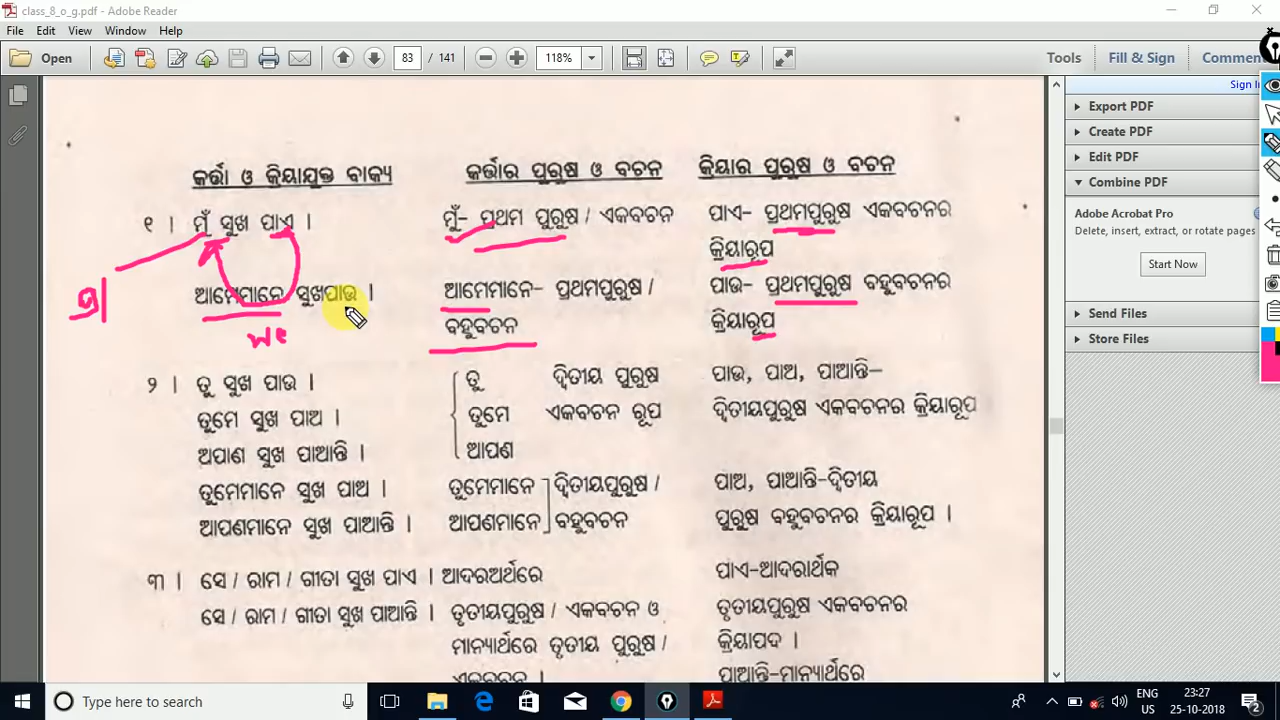 class_8_o_g.pdf - Adobe Reader
File Edit View Window Help
Open 83 / 141 118% Tools Fill & Sign Comment
Sign In
Export PDF
Create PDF
Edit PDF
Combine PDF
Adobe Acrobat Pro
Delete, insert, extract, or rotate pages
Start Now
Send Files
Store Files
କର୍ତ୍ତା ଓ କ୍ରିୟାଯୁକ୍ତ ବାକ୍ୟ କର୍ତ୍ତାର ପୁରୁଷ ଓ ବଚନ କ୍ରିୟାର ପୁରୁଷ ଓ ବଚନ
୧ । ମୁଁ ସୁଖ ପାଏ । ମୁଁ- ପ୍ରଥମ ପୁରୁଷ / ଏକବଚନ ପାଏ- ପ୍ରଥମପୁରୁଷ ଏକବଚନର
କ୍ରିୟାରୂପ
ଆମେମାନେ ସୁଖପାଉ । ଆମେମାନେ- ପ୍ରଥମପୁରୁଷ / ପାଉ- ପ୍ରଥମପୁରୁଷ ବହୁବଚନର
ବହୁବଚନ କ୍ରିୟାରୂପ
୨ । ତୁ ସୁଖ ପାଉ । ତୁ ଦ୍ୱିତୀୟ ପୁରୁଷ ପାଉ, ପାଅ, ପାଆନ୍ତି-
ତୁମେ ସୁଖ ପାଅ । ତୁମେ ଏକବଚନ ରୂପ ଦ୍ୱିତୀୟପୁରୁଷ ଏକବଚନର କ୍ରିୟାରୂପ
ଅପାଣ ସୁଖ ପାଆନ୍ତି । ଆପଣ
ତୁମେମାନେ ସୁଖ ପାଅ । ତୁମେମାନେ ଦ୍ୱିତୀୟପୁରୁଷ / ପାଅ, ପାଆନ୍ତି-ଦ୍ୱିତୀୟ
ଆପଣମାନେ ସୁଖ ପାଆନ୍ତି । ଆପଣମାନେ ବହୁବଚନ ପୁରୁଷ ବହୁବଚନର କ୍ରିୟାରୂପ ।
୩ । ସେ / ରାମ / ଗୀତା ସୁଖ ପାଏ । ଆଦରଅର୍ଥରେ ପାଏ-ଆଦରାର୍ଥକ
ସେ / ରାମ / ଗୀତା ସୁଖ ପାଆନ୍ତି । ତୃତୀୟପୁରୁଷ / ଏକବଚନ ଓ ତୃତୀୟପୁରୁଷ ଏକବଚନର
ମାନ୍ୟାର୍ଥରେ ତୃତୀୟ ପୁରୁଷ / କ୍ରିୟାପଦ ।
ପାଆନ୍ତି-ମାନ୍ୟାର୍ଥରେ
Type here to search
ENG 23:27
US 25-10-2018
2